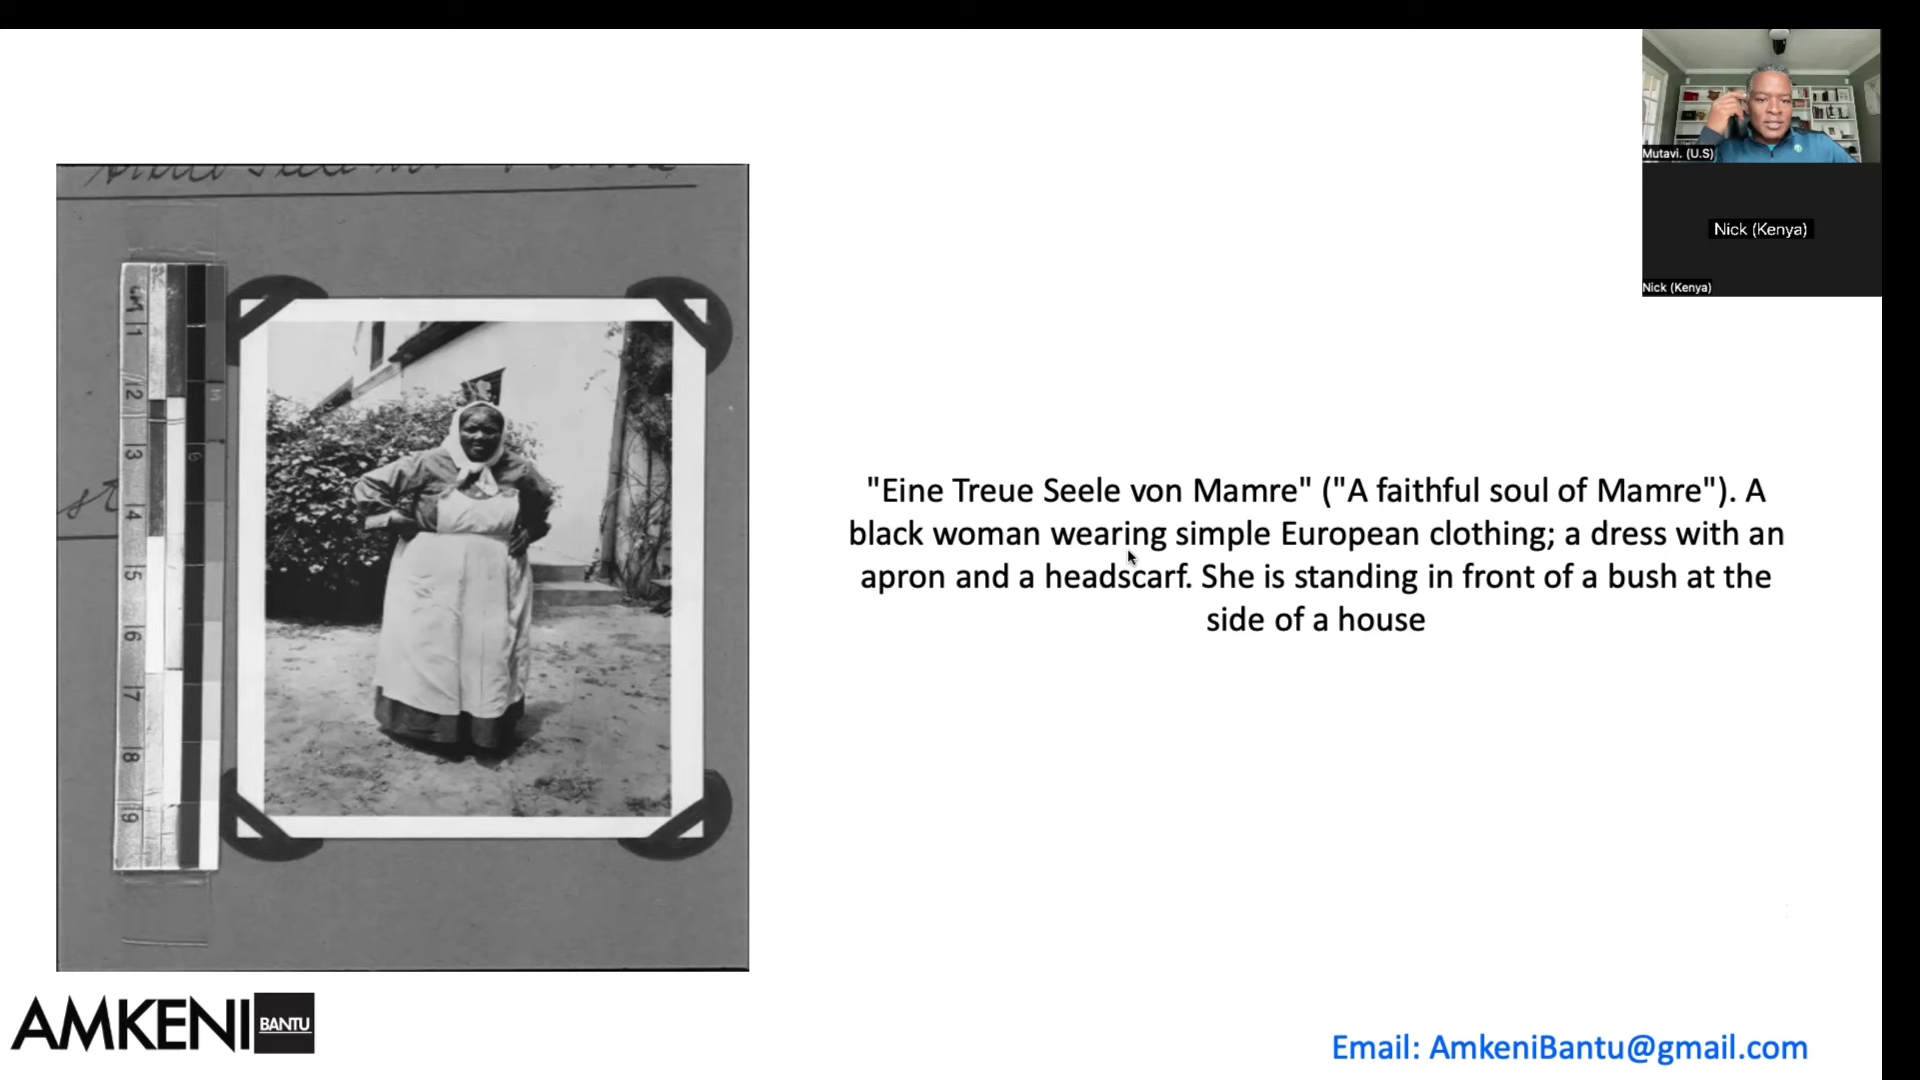 Mutavi. (U.S)
Nick (Kenya)
Nick (Kenya)
cM 1
2
3
4
5
6
7
8
9
"Eine Treue Seele von Mamre" ("A faithful soul of Mamre"). A
black woman wearing simple European clothing; a dress with an
apron and a headscarf. She is standing in front of a bush at the
side of a house
AMKENI BANTU
Email: AmkeniBantu@gmail.com